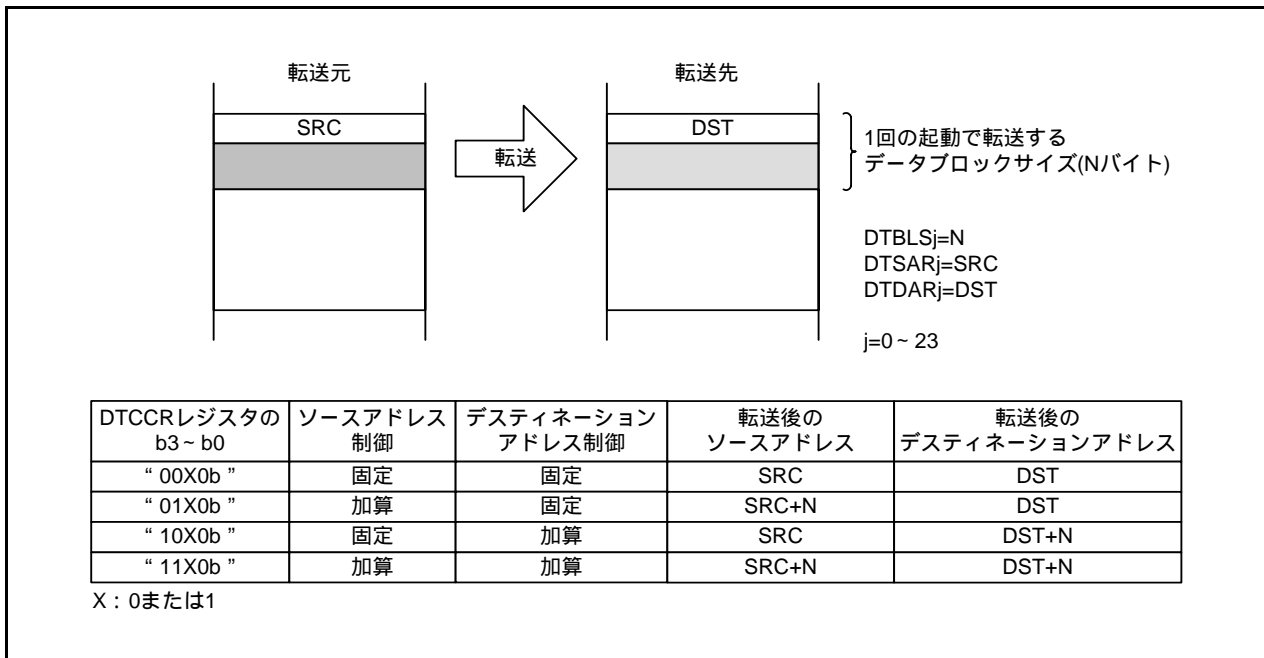 転送元
転送先
SRC
DST
転送
1回の起動で転送する
データブロックサイズ(Nバイト)
DTBLSj=N
DTSARj=SRC
DTDARj=DST
j=0～23
DTCCRレジスタの
b3～b0
ソースアドレス
制御
デスティネーション
アドレス制御
転送後の
ソースアドレス
転送後の
デスティネーションアドレス
“00X0b” 固定 固定 SRC DST
“01X0b” 加算 固定 SRC+N DST
“10X0b” 固定 加算 SRC DST+N
“11X0b” 加算 加算 SRC+N DST+N
X：0または1